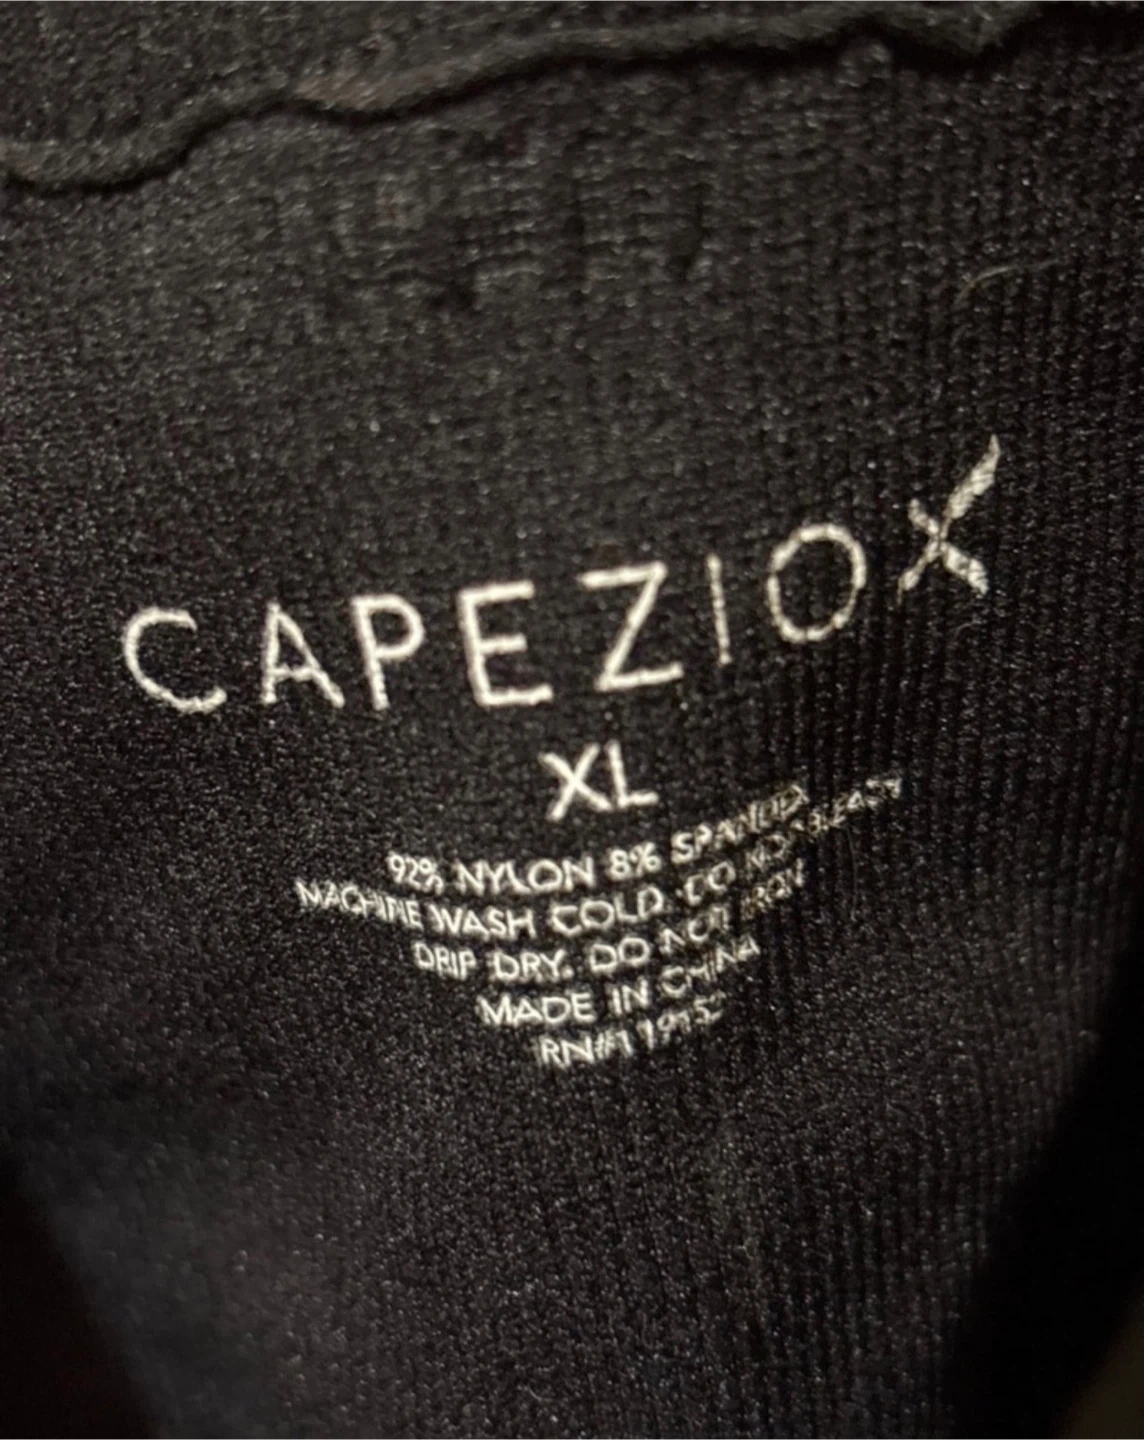 CAPEZIO X
XL
92% NYLON 8% SPANDEX
MACHINE WASH COLD. DO NOT BLEACH
DRIP DRY. DO NOT IRON
MADE IN CHINA